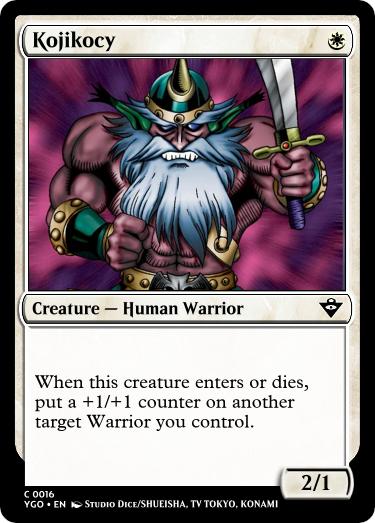 Kojikocy
Creature — Human Warrior
When this creature enters or dies,
put a +1/+1 counter on another
target Warrior you control.
2/1
C 0016
YGO • EN Studio Dice/SHUEISHA, TV TOKYO, KONAMI